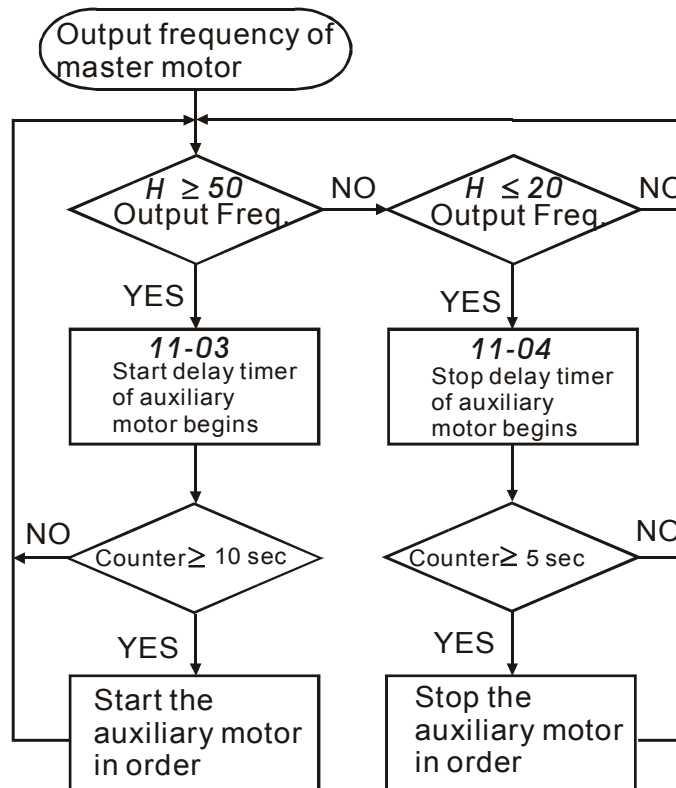 Output frequency of
master motor
H ≥ 50
Output Freq.
NO
H ≤ 20
Output Freq.
NO
YES
YES
11-03
Start delay timer
of auxiliary
motor begins
11-04
Stop delay timer
of auxiliary
motor begins
NO
Counter ≥ 10 sec
Counter ≥ 5 sec
NO
YES
YES
Start the
auxiliary motor
in order
Stop the
auxiliary motor
in order